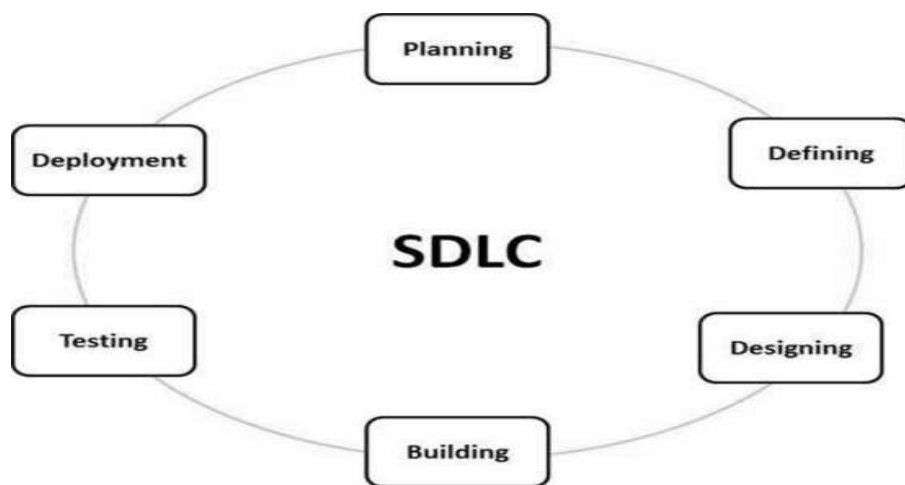 Planning
Deployment
Defining
SDLC
Testing
Designing
Building